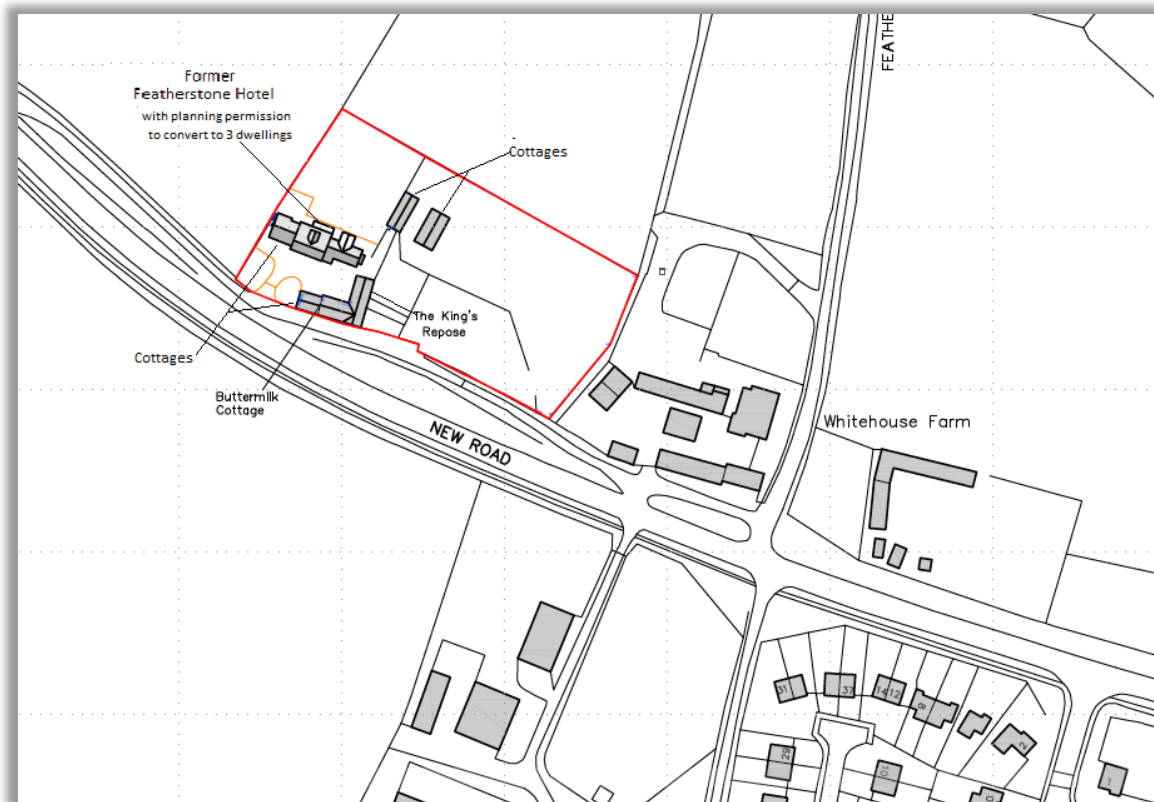 FEATHE
Former
Featherstone Hotel
with planning permission
to convert to 3 dwellings
Cottages
The King's
Repose
Cottages
Buttermilk
Cottage
NEW ROAD
Whitehouse Farm
31
37
14
12
8
2
29
10
1